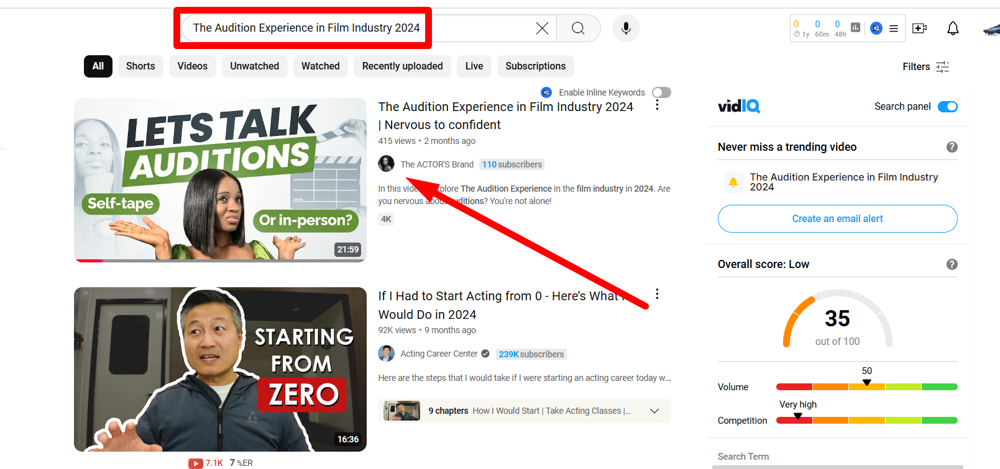 The Audition Experience in Film Industry 2024
0 0 0
1y 60m 48h
All Shorts Videos Unwatched Watched Recently uploaded Live Subscriptions Filters
Enable Inline Keywords
LETS TALK
AUDITIONS
Self-tape
Or in-person?
21:59
The Audition Experience in Film Industry 2024
| Nervous to confident
415 views • 2 months ago
The ACTOR'S Brand 110 subscribers
In this video explore The Audition Experience in the film industry in 2024. Are
you nervous about auditions? You're not alone!
4K
STARTING
FROM
ZERO
16:36
7.1K 7 %ER
If I Had to Start Acting from 0 - Here's What I
Would Do in 2024
92K views • 9 months ago
Acting Career Center 239K subscribers
Here are the steps that I would take if I were starting an acting career today w...
9 chapters How I Would Start | Take Acting Classes |...
vidIQ Search panel
Never miss a trending video ?
The Audition Experience in Film Industry
2024
Create an email alert
Overall score: Low ?
35
out of 100
50
Volume
Very high
Competition
Search Term